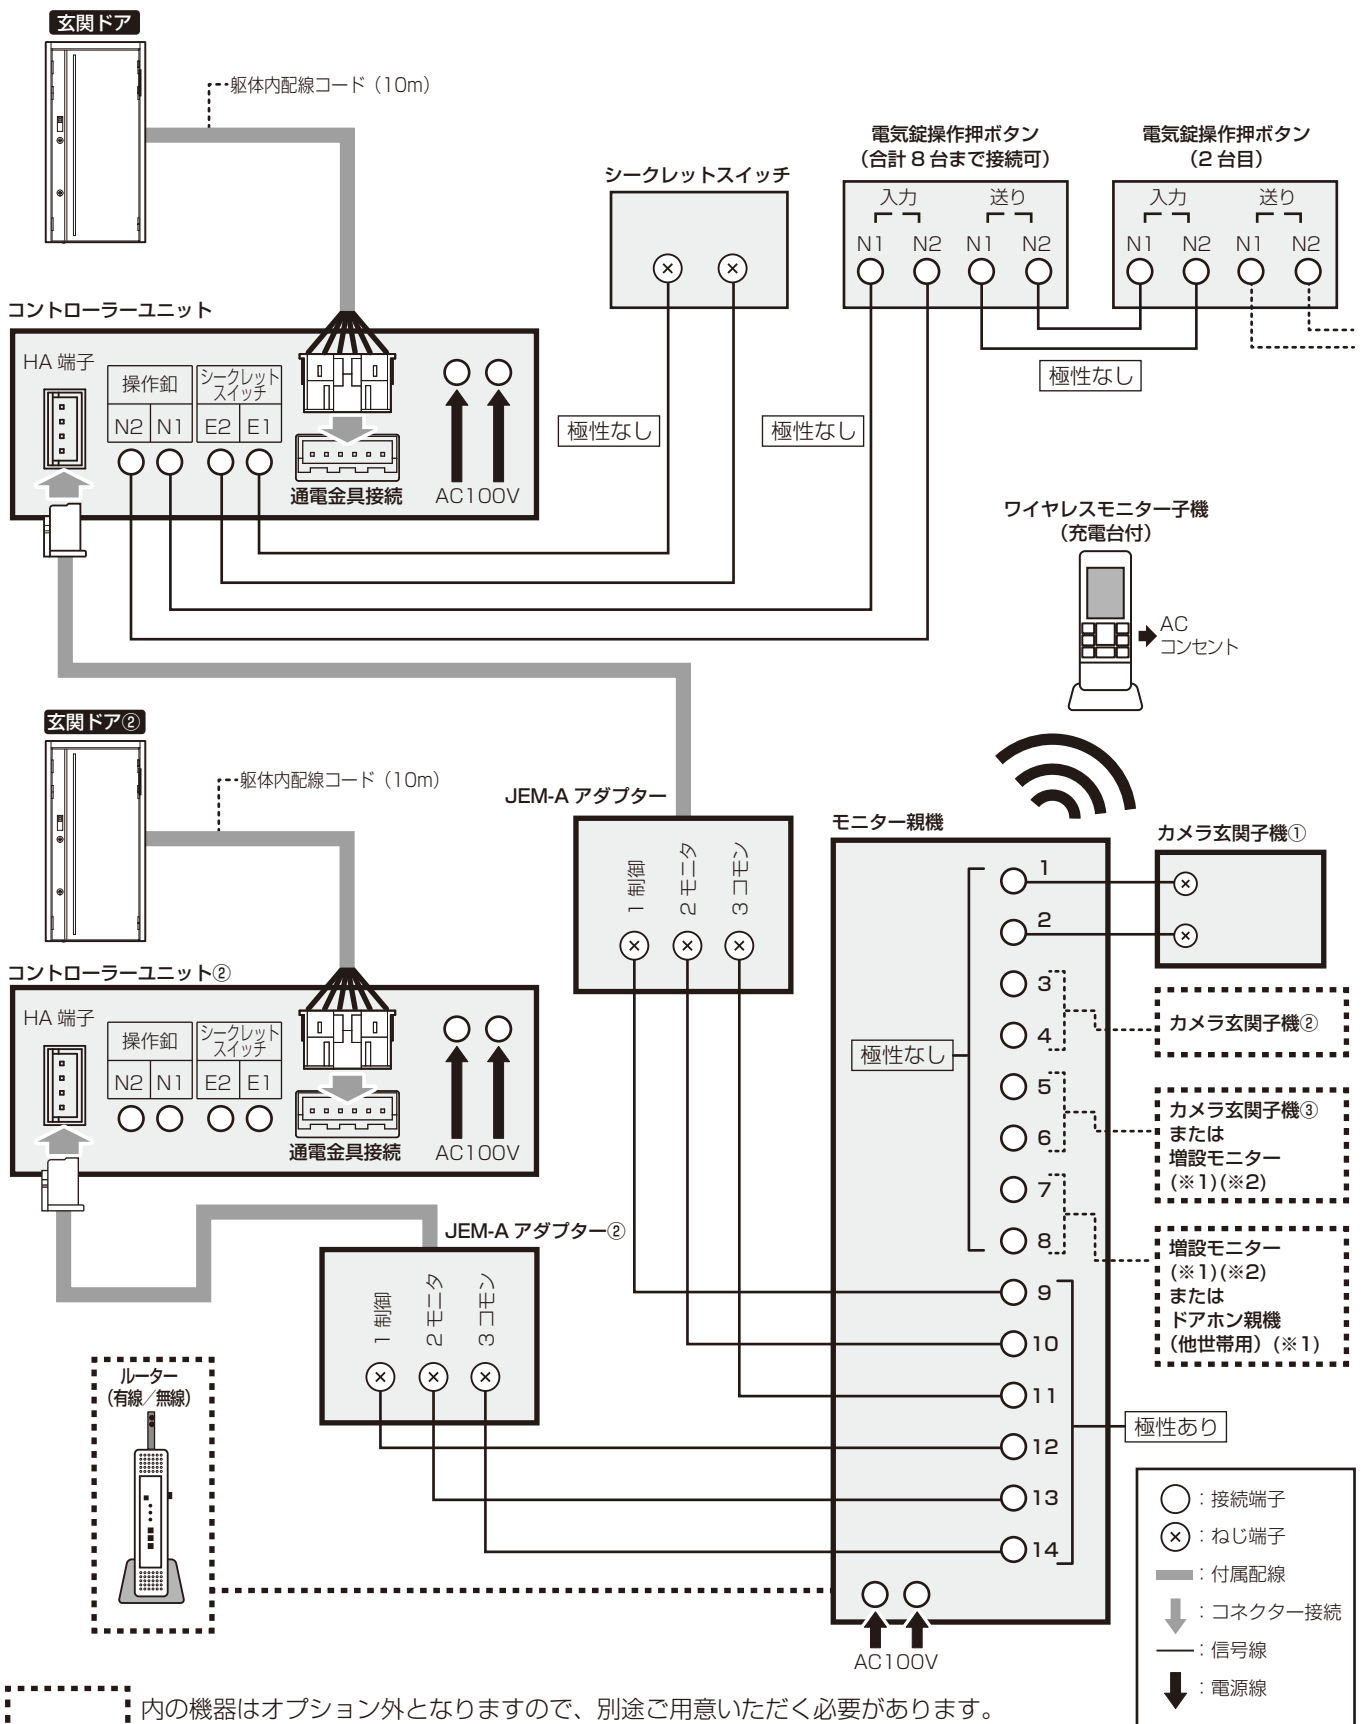 玄関ドア
躯体内配線コード（10m）
シークレットスイッチ
電気錠操作押ボタン
（合計8台まで接続可）
入力 送り
N1 N2 N1 N2
電気錠操作押ボタン
（2台目）
入力 送り
N1 N2 N1 N2
極性なし
コントローラーユニット
HA 端子
操作釦
シークレット
スイッチ
N2 N1 E2 E1
通電金具接続
AC100V
極性なし
極性なし
ワイヤレスモニター子機
（充電台付）
AC
コンセント
玄関ドア②
躯体内配線コード（10m）
JEM-A アダプター
1 制御
2 モニタ
3 コモン
モニター親機
カメラ玄関子機①
1
2
3
4
5
6
7
8
9
10
11
12
13
14
極性なし
カメラ玄関子機②
カメラ玄関子機③
または
増設モニター
(※1)(※2)
増設モニター
(※1)(※2)
または
ドアホン親機
（他世帯用）(※1)
極性あり
コントローラーユニット②
HA 端子
操作釦
シークレット
スイッチ
N2 N1 E2 E1
通電金具接続
AC100V
JEM-A アダプター②
1 制御
2 モニタ
3 コモン
ルーター
（有線／無線）
AC100V
：接続端子
：ねじ端子
：付属配線
：コネクター接続
：信号線
：電源線
内の機器はオプション外となりますので、別途ご用意いただく必要があります。